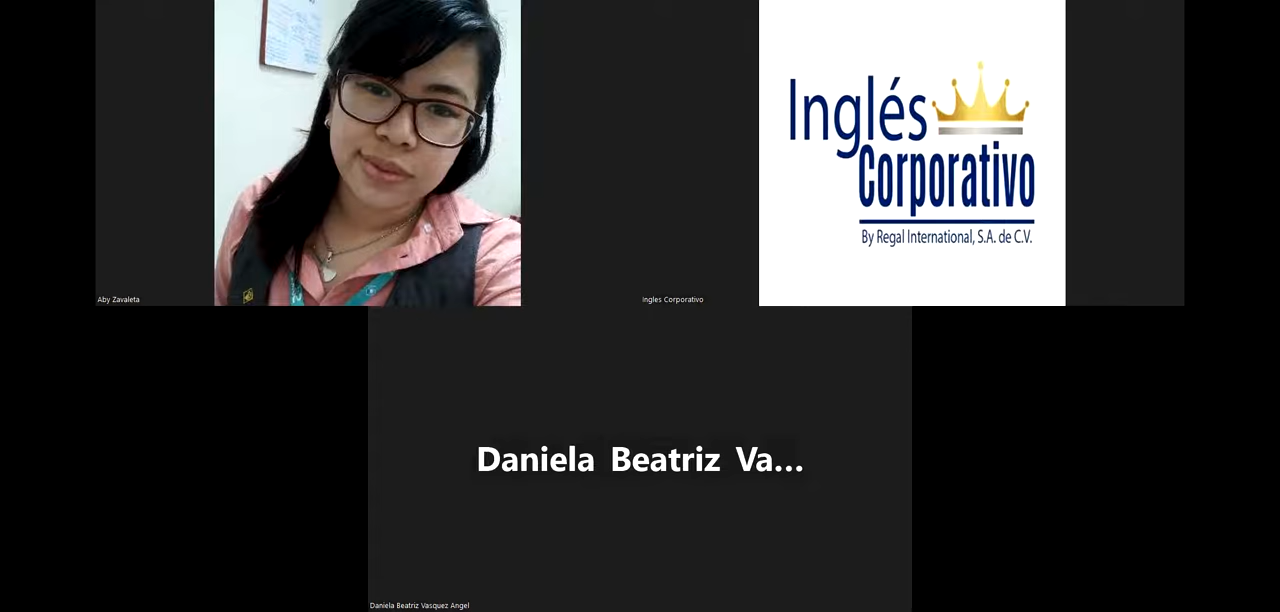 Inglés
Corporativo
By Regal International, S.A. de C.V.
Aby Zavaleta
Ingles Corporativo
Daniela Beatriz Va...
Daniela Beatriz Vasquez Angel